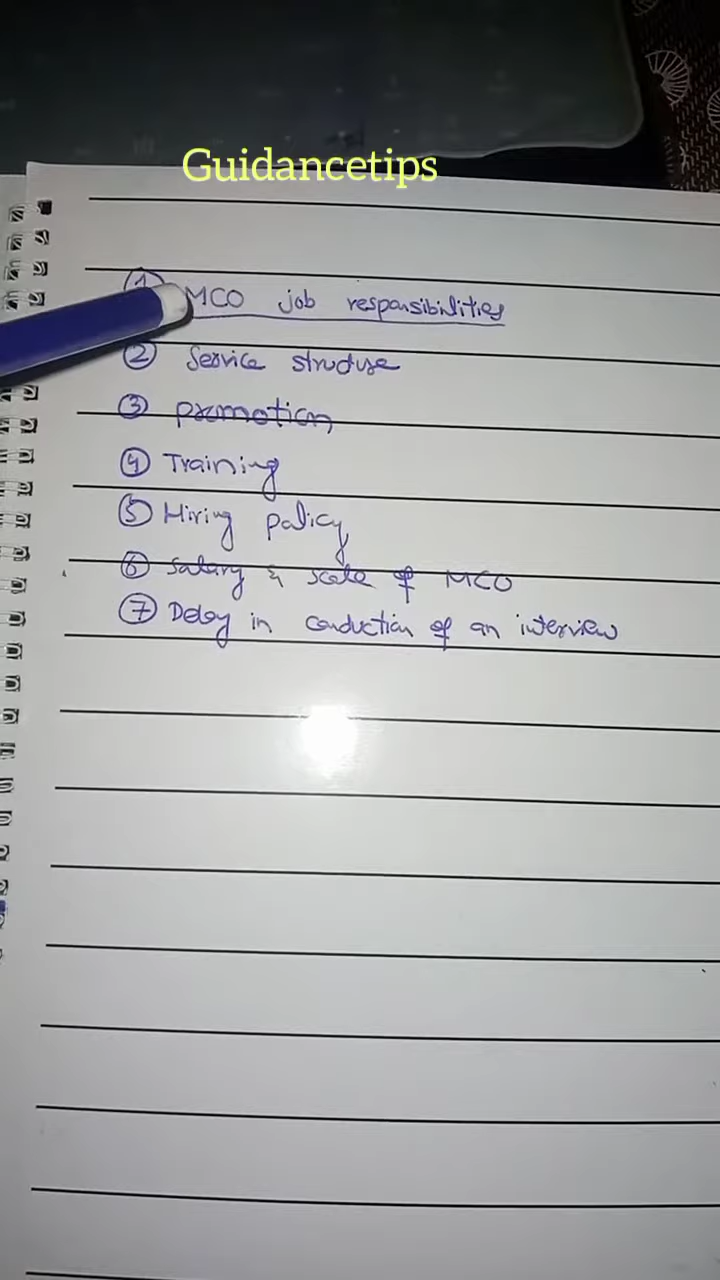 Guidancetips
① MCO job responsibilities
② Service structure
③ promotion
④ Training
⑤ Hiring policy
⑥ Salary & scale of MCO
⑦ Delay in conduction of an interview